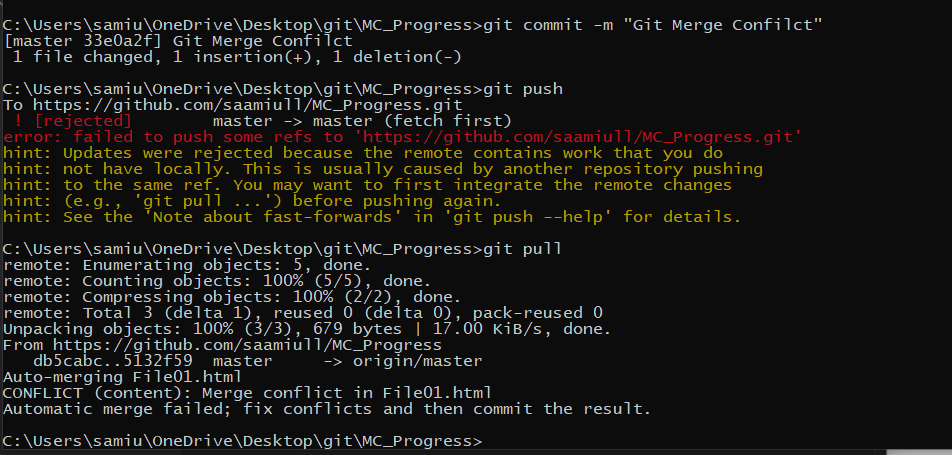 C:\Users\samiu\OneDrive\Desktop\git\MC_Progress>git commit -m "Git Merge Confilct"
[master 33e0a2f] Git Merge Confilct
 1 file changed, 1 insertion(+), 1 deletion(-)
C:\Users\samiu\OneDrive\Desktop\git\MC_Progress>git push
To https://github.com/saamiull/MC_Progress.git
 ! [rejected]        master -> master (fetch first)
error: failed to push some refs to 'https://github.com/saamiull/MC_Progress.git'
hint: Updates were rejected because the remote contains work that you do
hint: not have locally. This is usually caused by another repository pushing
hint: to the same ref. You may want to first integrate the remote changes
hint: (e.g., 'git pull ...') before pushing again.
hint: See the 'Note about fast-forwards' in 'git push --help' for details.
C:\Users\samiu\OneDrive\Desktop\git\MC_Progress>git pull
remote: Enumerating objects: 5, done.
remote: Counting objects: 100% (5/5), done.
remote: Compressing objects: 100% (2/2), done.
remote: Total 3 (delta 1), reused 0 (delta 0), pack-reused 0
Unpacking objects: 100% (3/3), 679 bytes | 17.00 KiB/s, done.
From https://github.com/saamiull/MC_Progress
   db5cabc..5132f59  master     -> origin/master
Auto-merging File01.html
CONFLICT (content): Merge conflict in File01.html
Automatic merge failed; fix conflicts and then commit the result.
C:\Users\samiu\OneDrive\Desktop\git\MC_Progress>